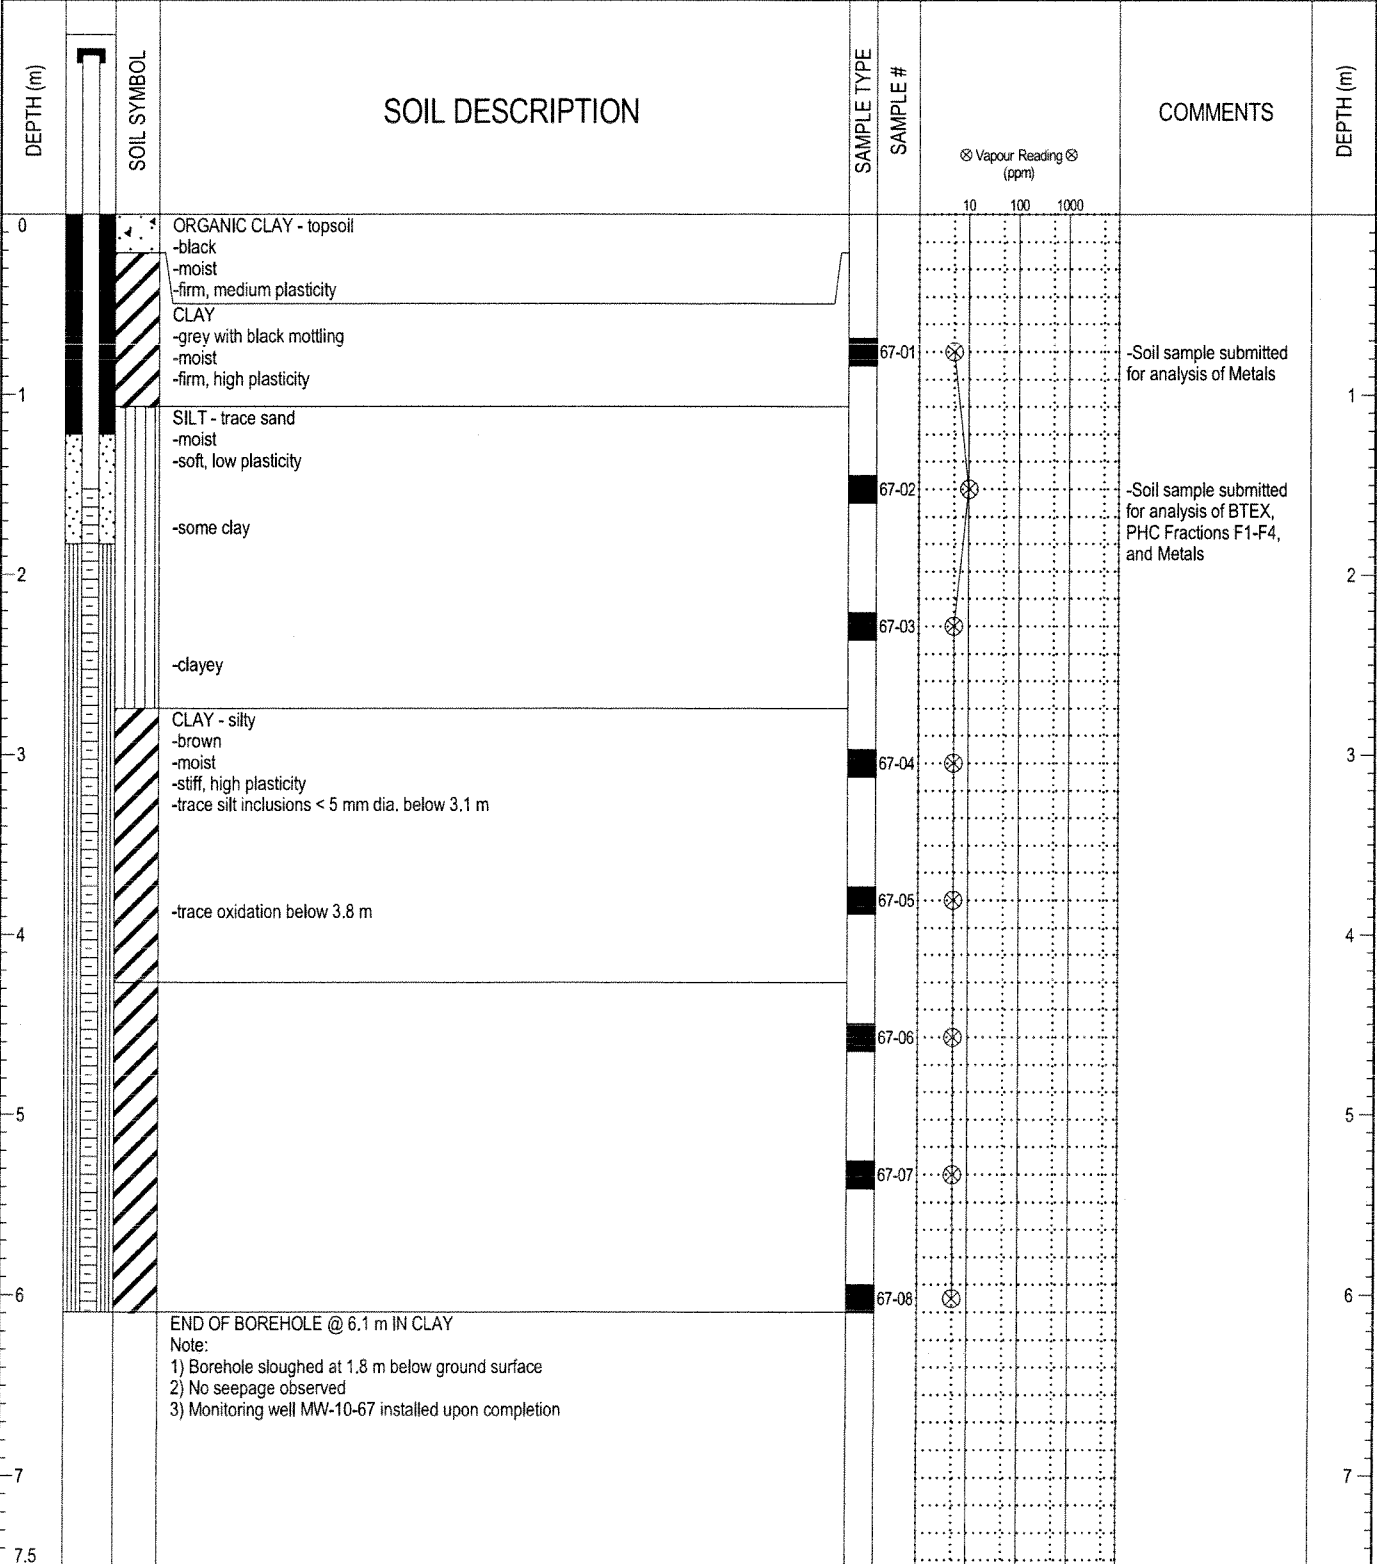 DEPTH (m)
SOIL SYMBOL
SOIL DESCRIPTION
SAMPLE TYPE
SAMPLE #
⊗ Vapour Reading ⊗
(ppm)
10 100 1000
COMMENTS
DEPTH (m)
0
ORGANIC CLAY - topsoil
-black
-moist
-firm, medium plasticity
CLAY
-grey with black mottling
-moist
-firm, high plasticity
67-01
-Soil sample submitted
for analysis of Metals
1
1
SILT - trace sand
-moist
-soft, low plasticity
67-02
-Soil sample submitted
for analysis of BTEX,
PHC Fractions F1-F4,
and Metals
-some clay
2
2
67-03
-clayey
CLAY - silty
-brown
-moist
-stiff, high plasticity
-trace silt inclusions < 5 mm dia. below 3.1 m
3
67-04
3
67-05
-trace oxidation below 3.8 m
4
4
67-06
5
5
67-07
6
67-08
6
END OF BOREHOLE @ 6.1 m IN CLAY
Note:
1) Borehole sloughed at 1.8 m below ground surface
2) No seepage observed
3) Monitoring well MW-10-67 installed upon completion
7
7
7.5